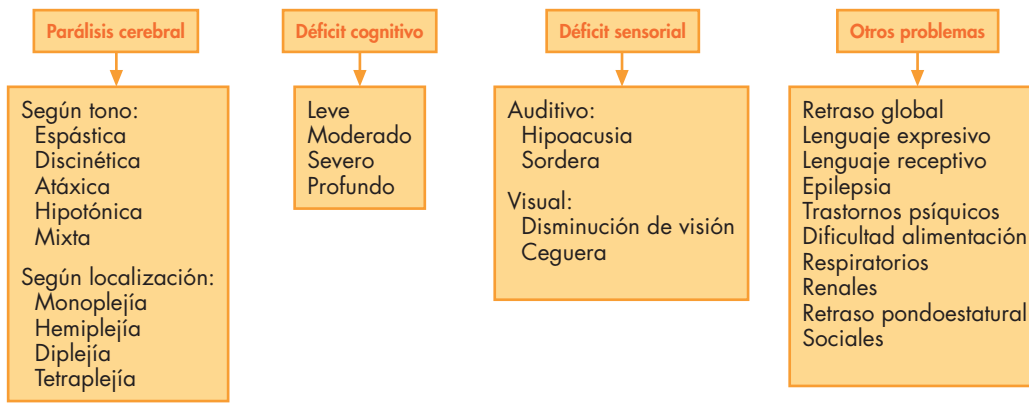 Parálisis cerebral
Según tono:
Espástica
Discinética
Atáxica
Hipotónica
Mixta
Según localización:
Monoplejía
Hemiplejía
Diplejía
Tetraplejía
Déficit cognitivo
Leve
Moderado
Severo
Profundo
Déficit sensorial
Auditivo:
Hipoacusia
Sordera
Visual:
Disminución de visión
Ceguera
Otros problemas
Retraso global
Lenguaje expresivo
Lenguaje receptivo
Epilepsia
Trastornos psíquicos
Dificultad alimentación
Respiratorios
Renales
Retraso pondoestatural
Sociales